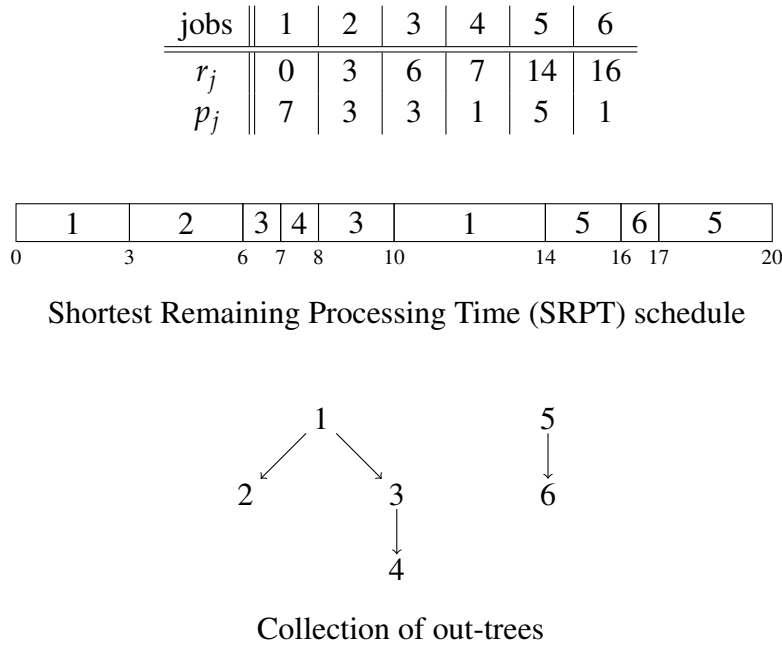 jobs 1 2 3 4 5 6
r_j 0 3 6 7 14 16
p_j 7 3 3 1 5 1
1 2 3 4 3 1 5 6 5
0 3 6 7 8 10 14 16 17 20
Shortest Remaining Processing Time (SRPT) schedule
1 5
2 3 6
4
Collection of out-trees